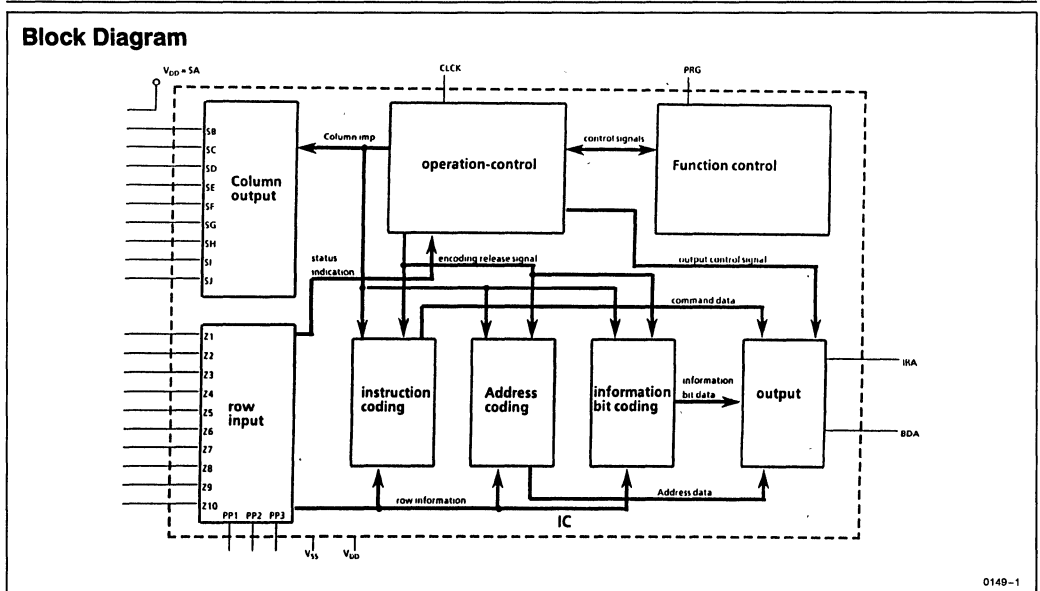 Block Diagram
VDD = SA
CLCK
PRG
SB
SC
SD
SE
SF
SG
SH
SI
SJ
Column output
Column imp
operation-control
control signals
Function control
status indication
encoding release signal
output control signal
command data
Z1
Z2
Z3
Z4
Z5
Z6
Z7
Z8
Z9
Z10
row input
PP1 PP2 PP3
instruction coding
Address coding
information bit coding
information bit data
output
IRA
BDA
row information
Address data
IC
VSS
VDD
0149-1